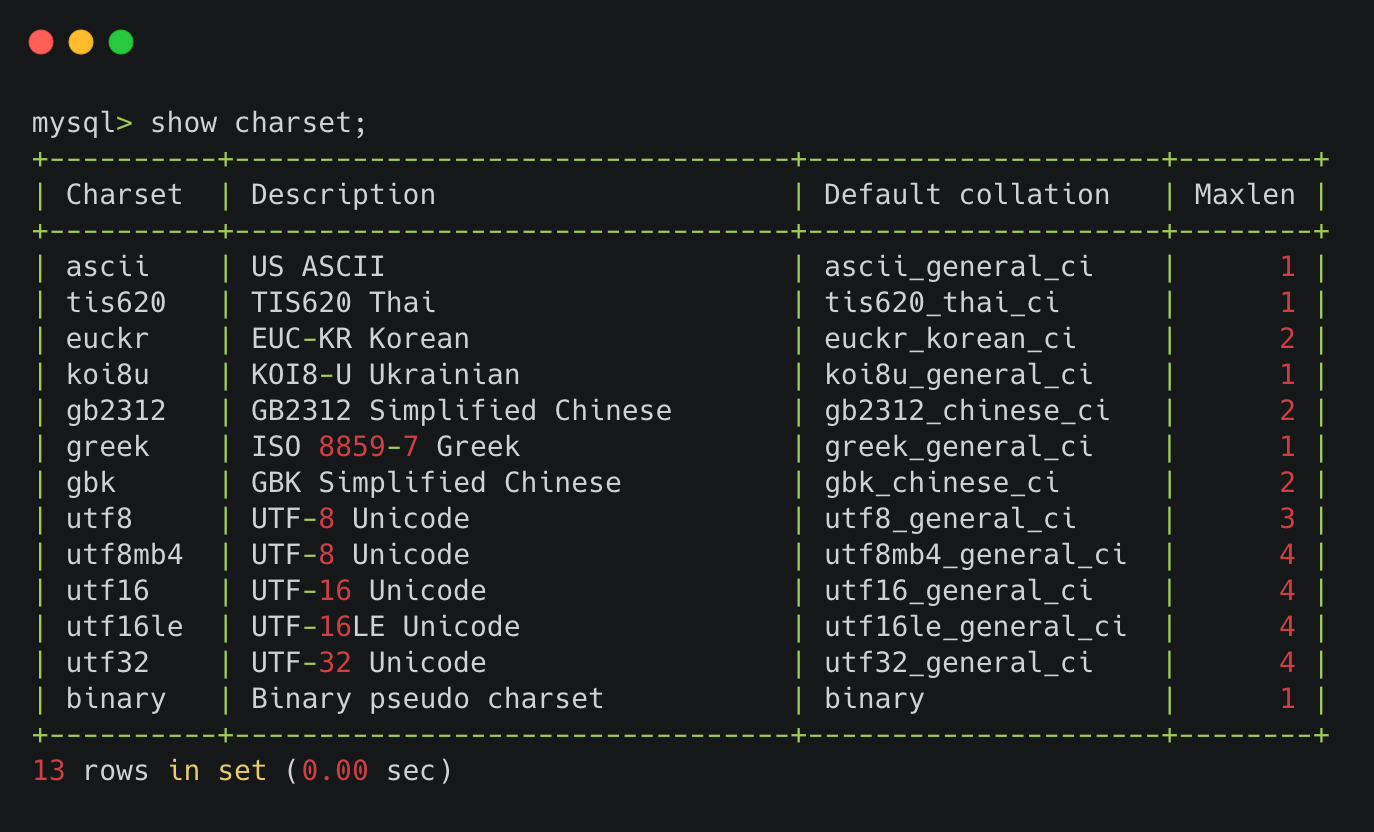 mysql> show charset;
+----------+---------------------------------+---------------------+--------+
| Charset  | Description                     | Default collation   | Maxlen |
+----------+---------------------------------+---------------------+--------+
| ascii    | US ASCII                        | ascii_general_ci    |      1 |
| tis620   | TIS620 Thai                     | tis620_thai_ci      |      1 |
| euckr    | EUC-KR Korean                   | euckr_korean_ci     |      2 |
| koi8u    | KOI8-U Ukrainian                | koi8u_general_ci    |      1 |
| gb2312   | GB2312 Simplified Chinese       | gb2312_chinese_ci   |      2 |
| greek    | ISO 8859-7 Greek                | greek_general_ci    |      1 |
| gbk      | GBK Simplified Chinese          | gbk_chinese_ci      |      2 |
| utf8     | UTF-8 Unicode                   | utf8_general_ci     |      3 |
| utf8mb4  | UTF-8 Unicode                   | utf8mb4_general_ci  |      4 |
| utf16    | UTF-16 Unicode                  | utf16_general_ci    |      4 |
| utf16le  | UTF-16LE Unicode                | utf16le_general_ci  |      4 |
| utf32    | UTF-32 Unicode                  | utf32_general_ci    |      4 |
| binary   | Binary pseudo charset           | binary              |      1 |
+----------+---------------------------------+---------------------+--------+
13 rows in set (0.00 sec)